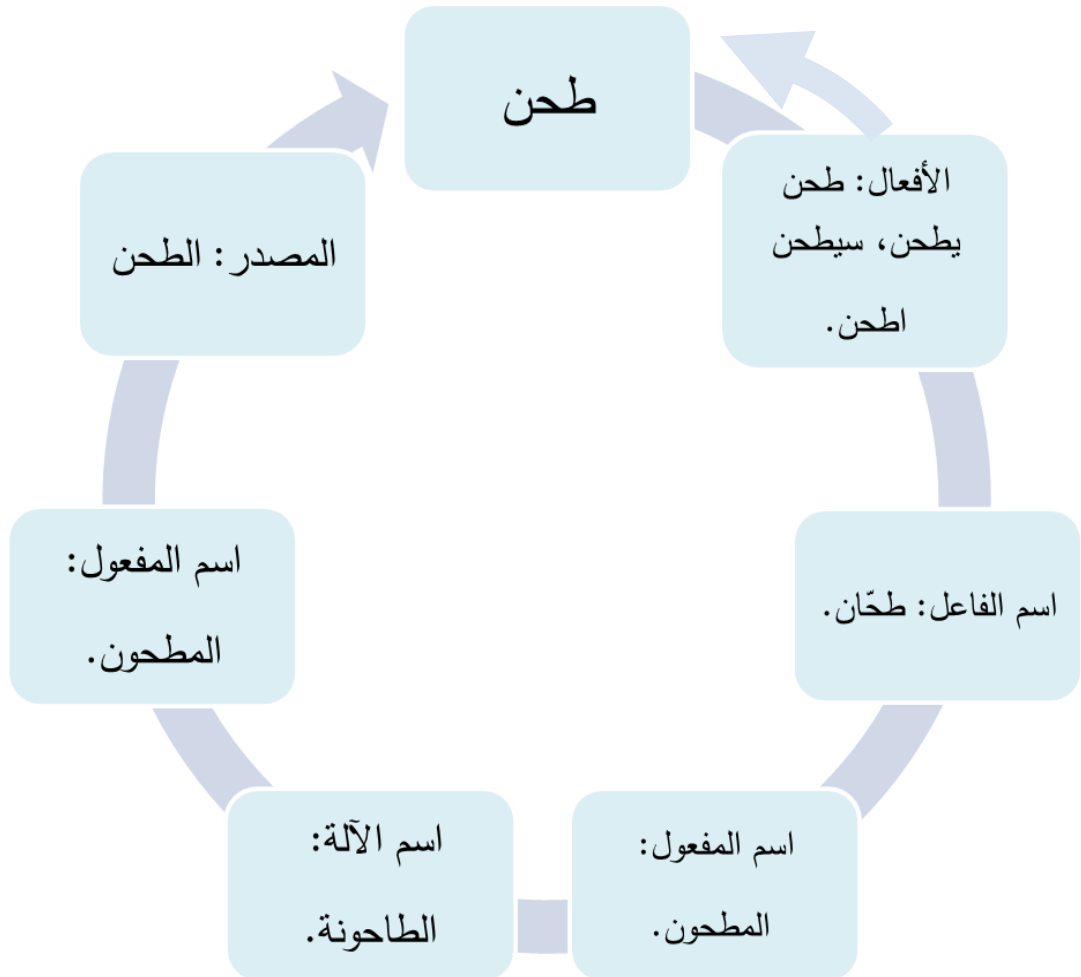 طحن
الأفعال: طحن
يطحن، سيطحن
اطحن.
اسم الفاعل: طحّان.
اسم المفعول:
المطحون.
اسم الآلة:
الطاحونة.
اسم المفعول:
المطحون.
المصدر: الطحن